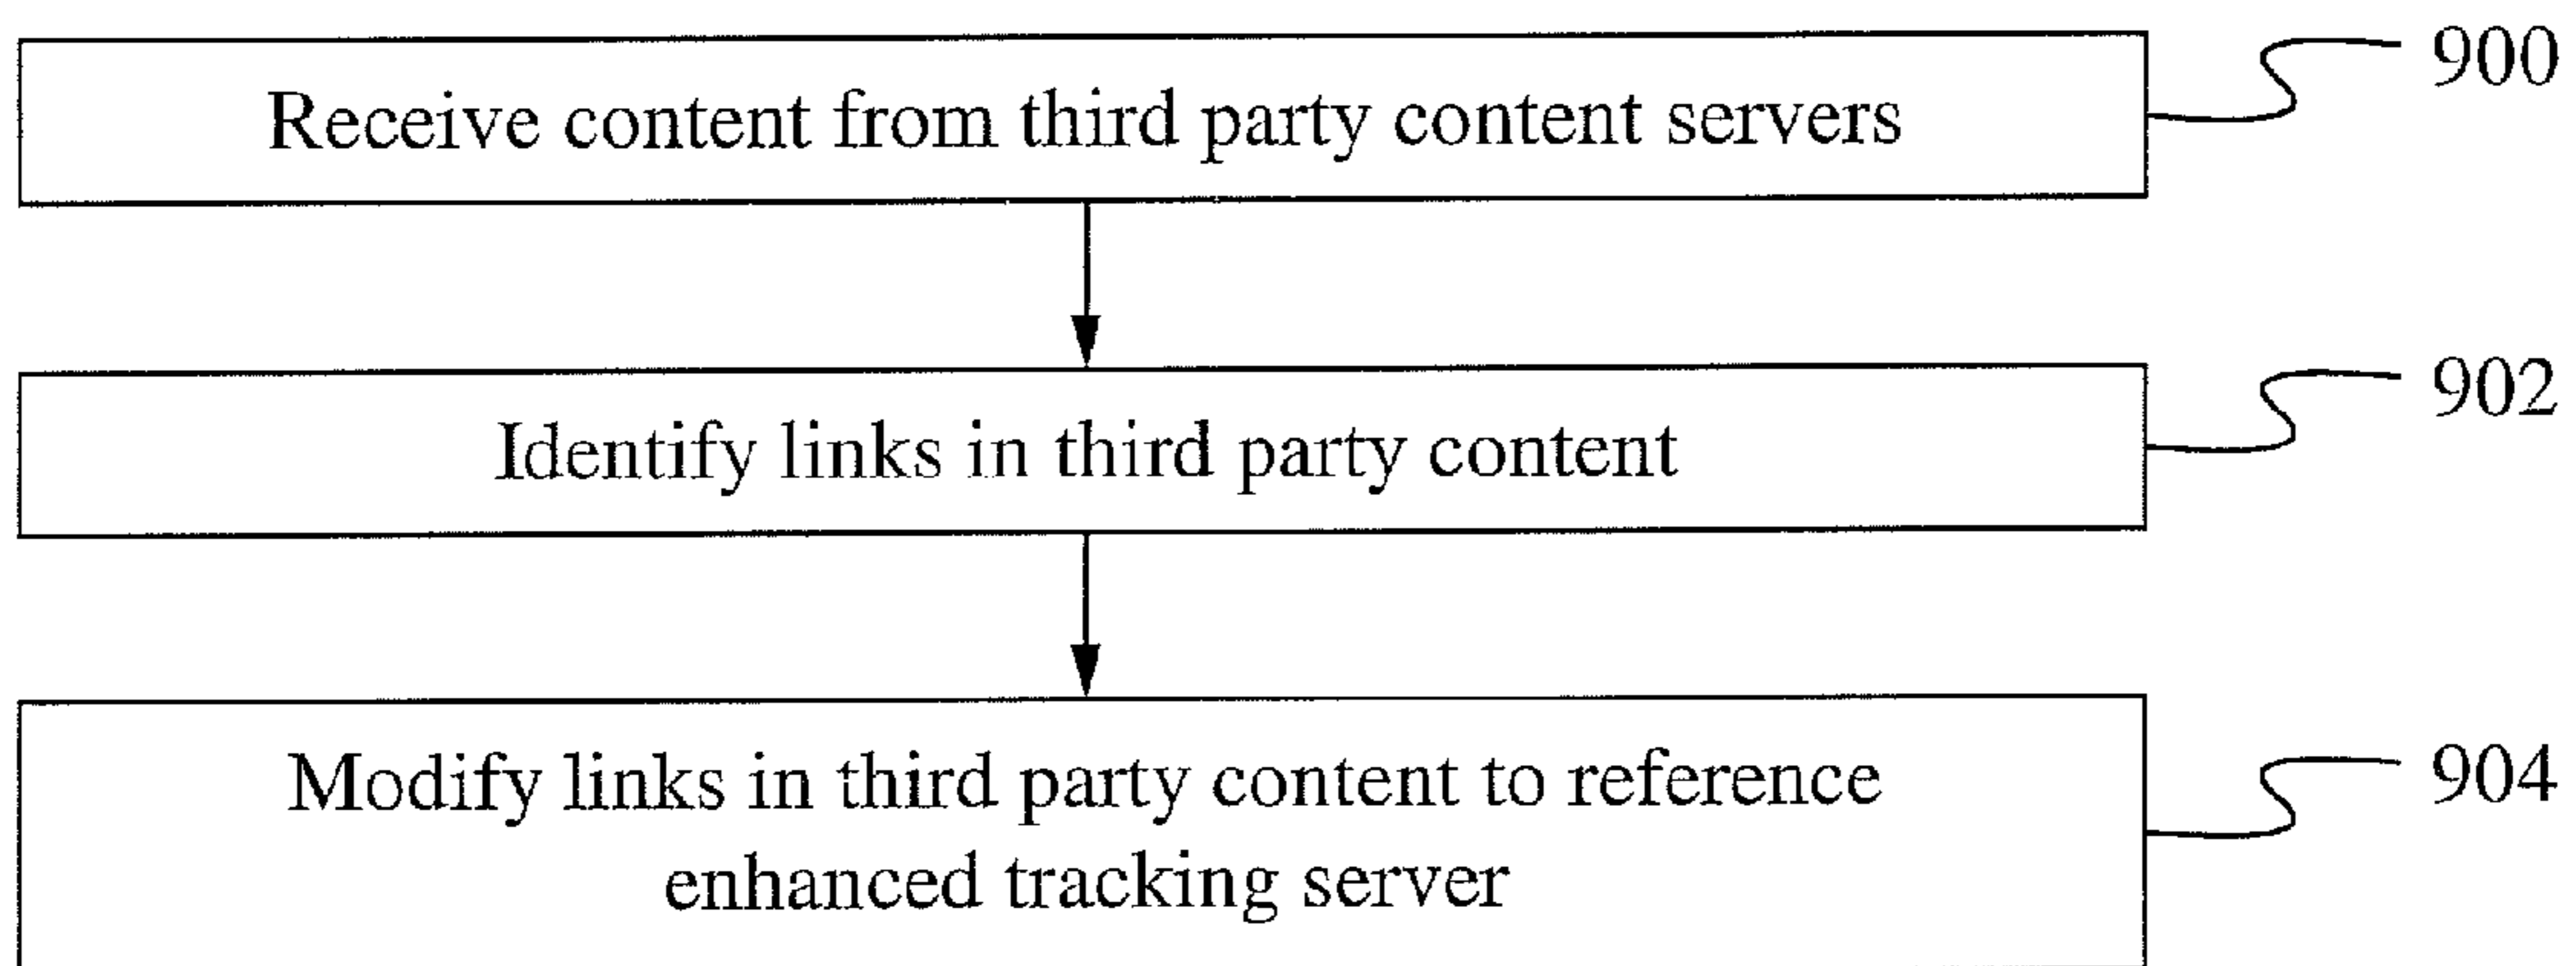 Receive content from third party content servers
900
Identify links in third party content
902
Modify links in third party content to reference
enhanced tracking server
904